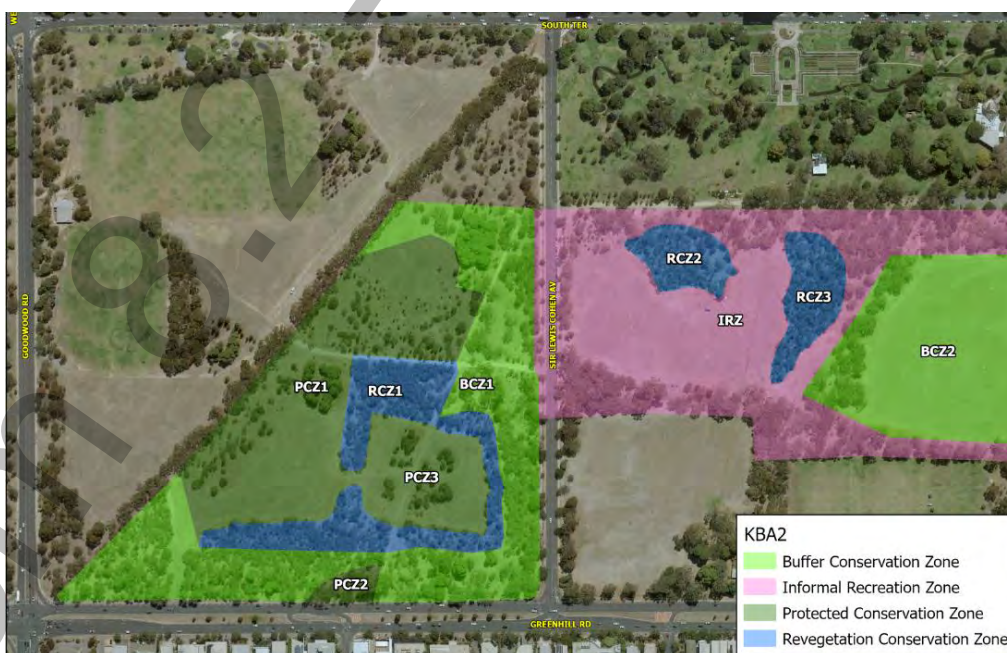 WE
SOUTH TER
GOODWOOD RD
SIR LEWIS COHEN AV
RCZ2
RCZ3
IRZ
BCZ2
PCZ1
RCZ1
BCZ1
PCZ3
PCZ2
GREENHILL RD
KBA2
Buffer Conservation Zone
Informal Recreation Zone
Protected Conservation Zone
Revegetation Conservation Zone